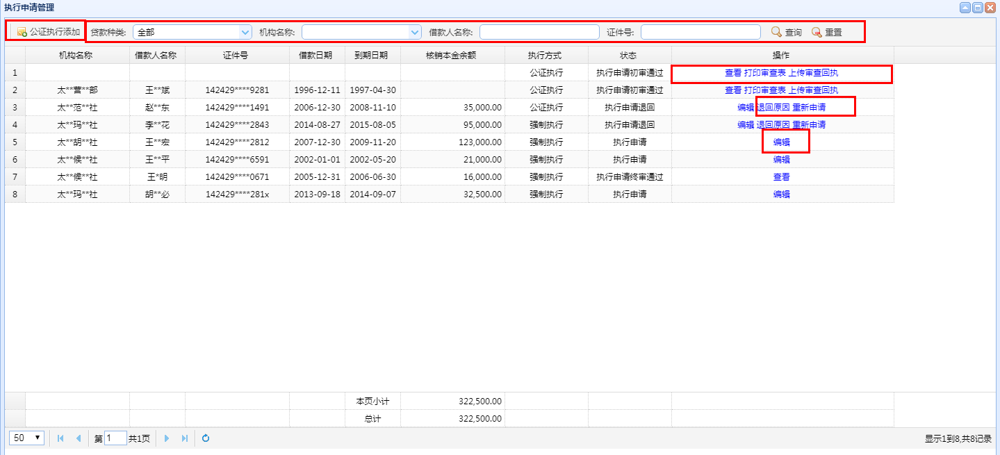 执行申请管理
公证执行添加 贷款种类: 全部 机构名称: 借款人名称: 证件号: 查询 重置
机构名称 借款人名称 证件号 借款日期 到期日期 核销本金余额 执行方式 状态 操作
1 公证执行 执行申请初审通过 查看 打印审查表 上传审查回执
2 太**营**部 王**斌 142429****9281 1996-12-11 1997-04-30 公证执行 执行申请初审通过 查看 打印审查表 上传审查回执
3 太**范**社 赵**东 142429****1491 2006-12-30 2008-11-10 35,000.00 公证执行 执行申请退回 编辑 退回原因 重新申请
4 太**玛**社 李**花 142429****2843 2014-08-27 2015-08-05 95,000.00 强制执行 执行申请退回 编辑 退回原因 重新申请
5 太**胡**社 王**宏 142429****2812 2007-12-30 2009-11-20 123,000.00 强制执行 执行申请 编辑
6 太**候**社 王**平 142429****6591 2002-01-01 2002-05-20 21,000.00 强制执行 执行申请 编辑
7 太**候**社 王*明 142429****0671 2005-12-31 2006-06-30 16,000.00 强制执行 执行申请终审通过 查看
8 太**玛**社 胡**必 142429****281x 2013-09-18 2014-09-07 32,500.00 强制执行 执行申请 编辑
本页小计 322,500.00
总计 322,500.00
50 第 1 共1页 显示1到8,共8记录